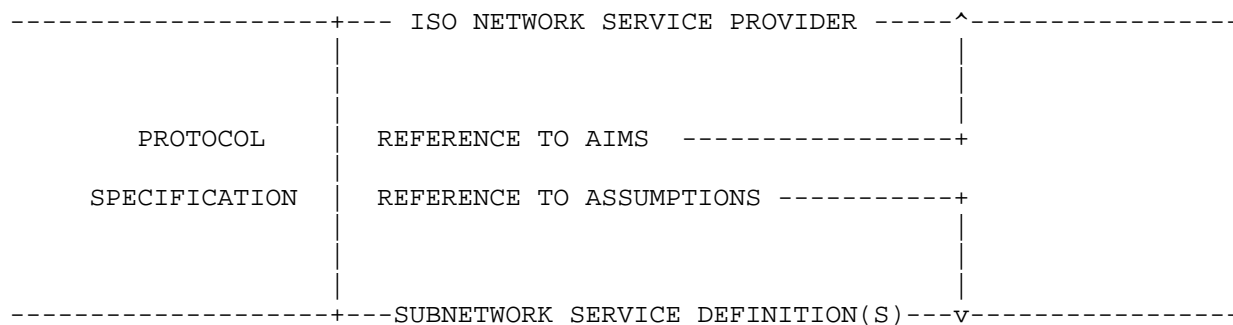 ISO NETWORK SERVICE PROVIDER
PROTOCOL REFERENCE TO AIMS
SPECIFICATION REFERENCE TO ASSUMPTIONS
SUBNETWORK SERVICE DEFINITION(S)